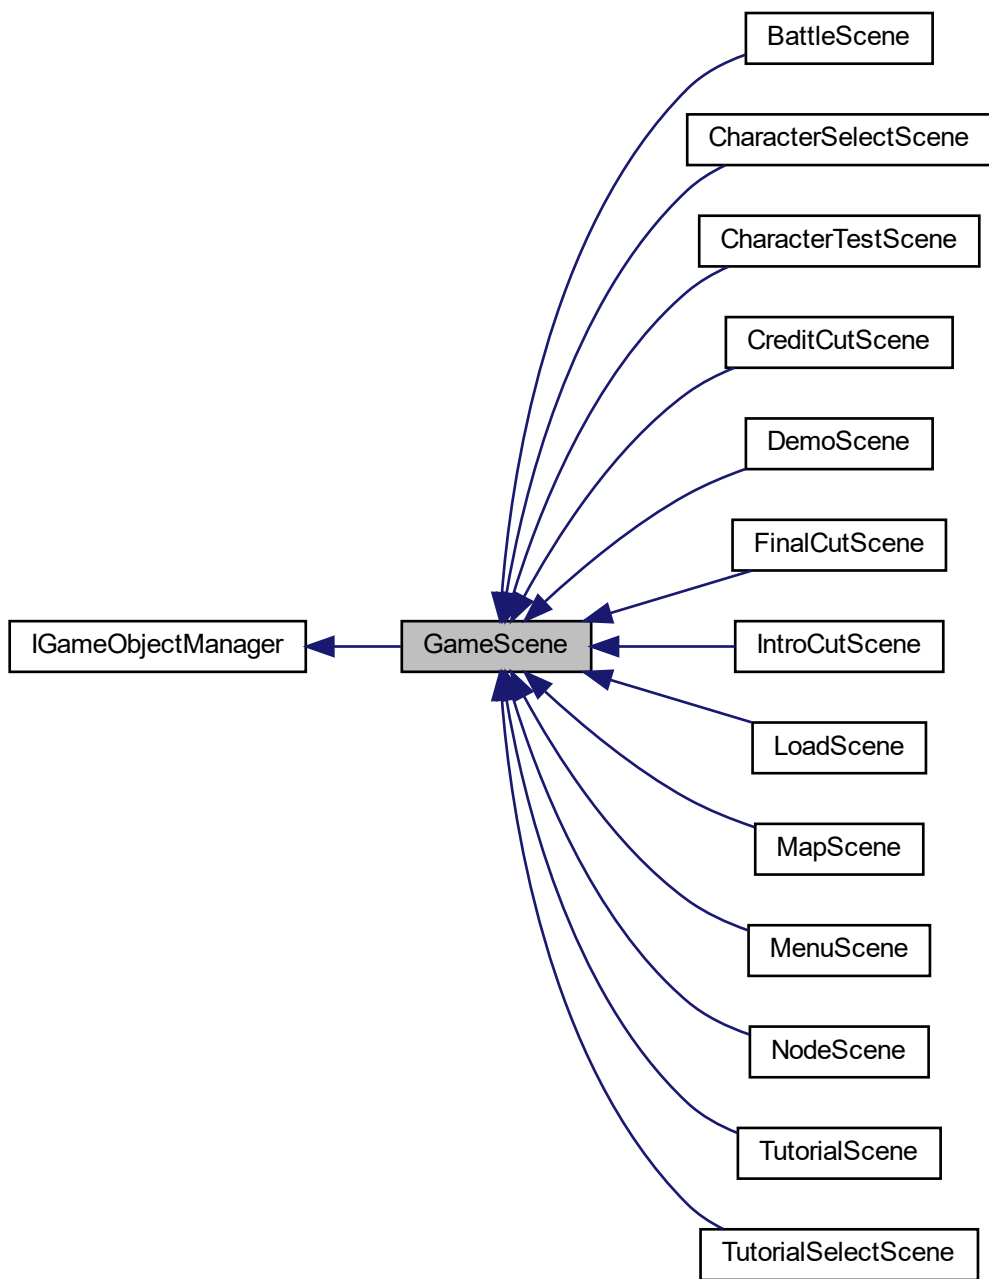 BattleScene
CharacterSelectScene
CharacterTestScene
CreditCutScene
DemoScene
FinalCutScene
IGameObjectManager
GameScene
IntroCutScene
LoadScene
MapScene
MenuScene
NodeScene
TutorialScene
TutorialSelectScene